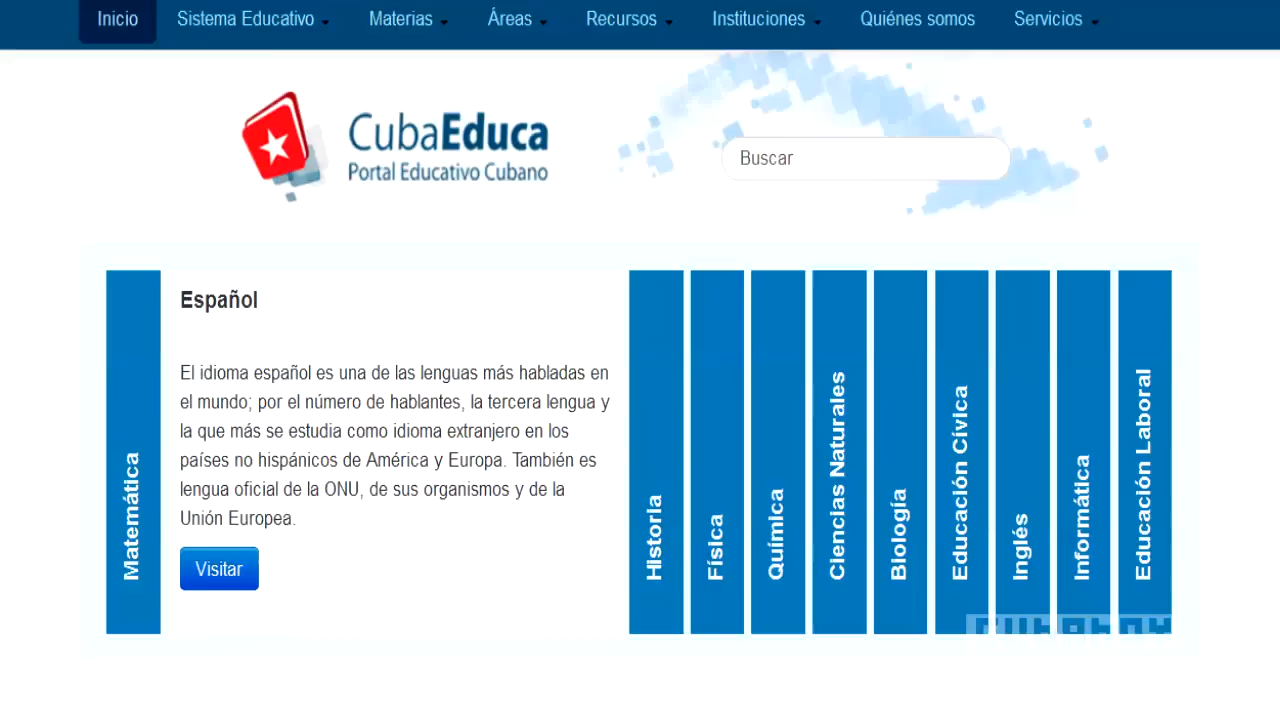 Inicio Sistema Educativo Materias Áreas Recursos Instituciones Quiénes somos Servicios
CubaEduca
Portal Educativo Cubano
Buscar
Matemática
Español
El idioma español es una de las lenguas más habladas en
el mundo; por el número de hablantes, la tercera lengua y
la que más se estudia como idioma extranjero en los
países no hispánicos de América y Europa. También es
lengua oficial de la ONU, de sus organismos y de la
Unión Europea.
Visitar
Historia
Física
Química
Ciencias Naturales
Biología
Educación Cívica
Inglés
Informática
Educación Laboral